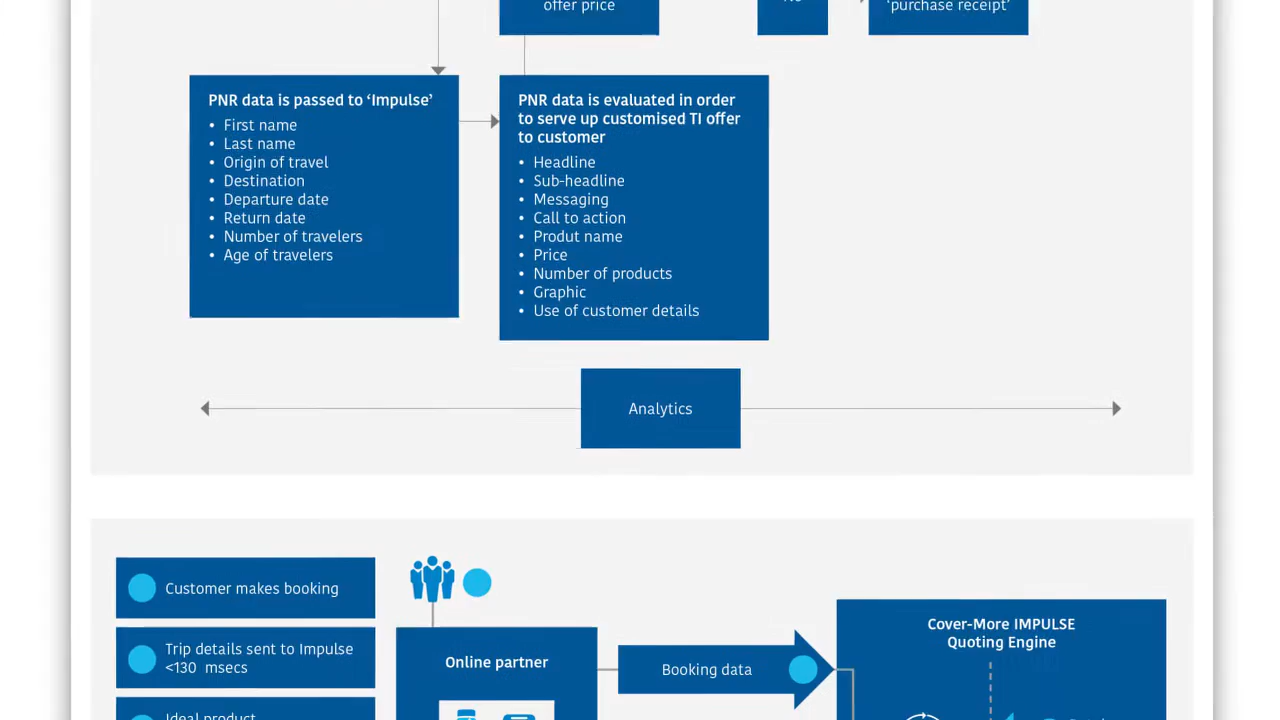 offer price
'purchase receipt'
PNR data is passed to ‘Impulse’
• First name
• Last name
• Origin of travel
• Destination
• Departure date
• Return date
• Number of travelers
• Age of travelers
PNR data is evaluated in order
to serve up customised TI offer
to customer
• Headline
• Sub-headline
• Messaging
• Call to action
• Produt name
• Price
• Number of products
• Graphic
• Use of customer details
Analytics
Customer makes booking
Trip details sent to Impulse
<130 msecs
Ideal product
Online partner
Booking data
Cover-More IMPULSE
Quoting Engine